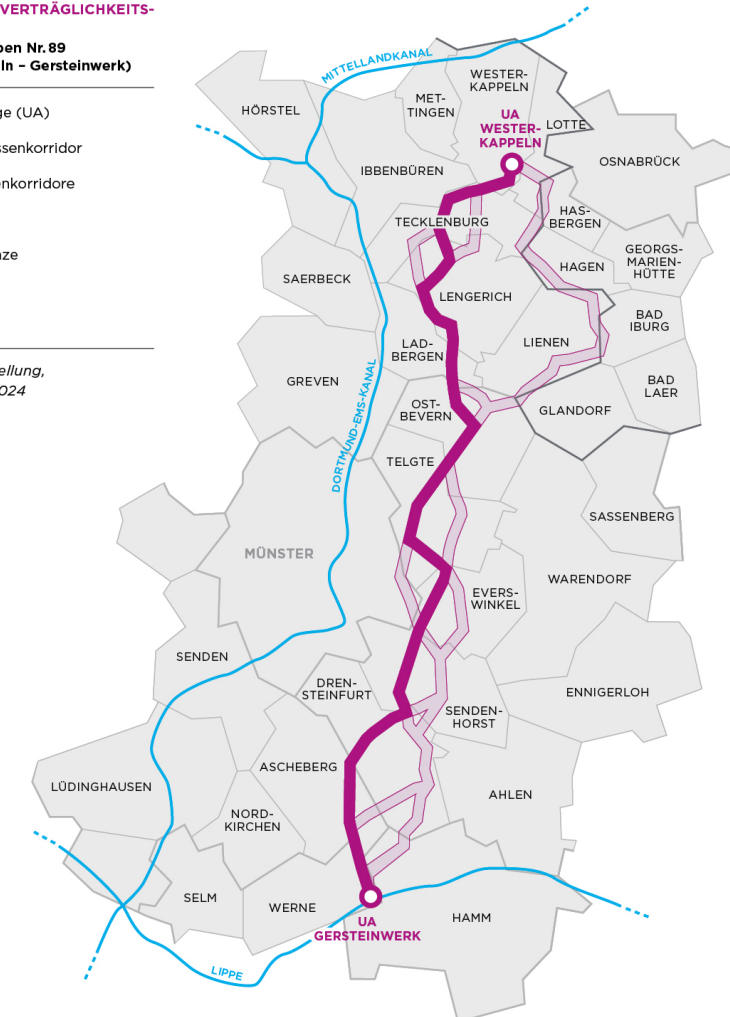 VERTRÄGLICHKEITS-
ben Nr. 89
ln – Gersteinwerk)
ge (UA)
ssenkorridor
enkorridore
nze
ellung,
024
MITTELLANDKANAL
WESTER-
KAPPELN
MET-
TINGEN
HÖRSTEL
UA
WESTER-
KAPPELN
LOTTE
OSNABRÜCK
IBBENBÜREN
HAS-
BERGEN
TECKLENBURG
GEORGS-
MARIEN-
HÜTTE
HAGEN
SAERBECK
LENGERICH
BAD
IBURG
LIENEN
LAD-
BERGEN
GREVEN
BAD
LAER
OST-
BEVERN
GLANDORF
DORTMUND-EMS-KANAL
TELGTE
SASSENBERG
MÜNSTER
WARENDORF
EVERS-
WINKEL
SENDEN
DREN-
STEINFURT
ENNIGERLOH
SENDEN-
HORST
ASCHEBERG
LÜDINGHAUSEN
AHLEN
NORD-
KIRCHEN
SELM
WERNE
HAMM
UA
GERSTEINWERK
LIPPE